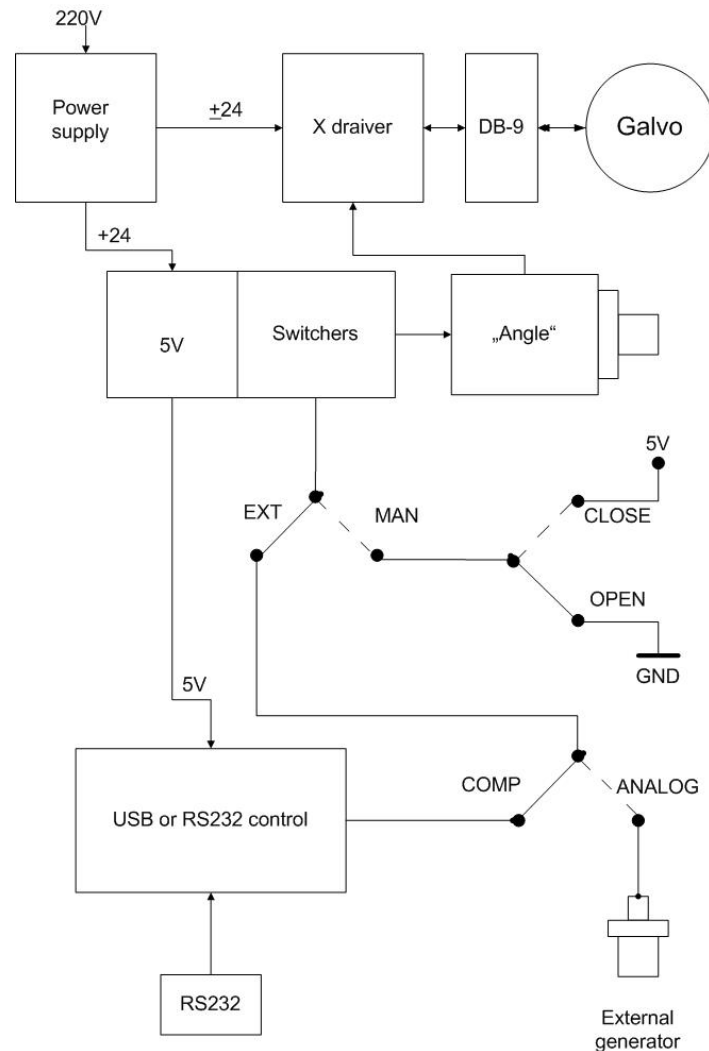 220V
Power
supply
+24
X draiver
DB-9
Galvo
+24
5V
Switchers
„Angle“
5V
EXT
MAN
CLOSE
OPEN
GND
5V
COMP
ANALOG
USB or RS232 control
RS232
External
generator